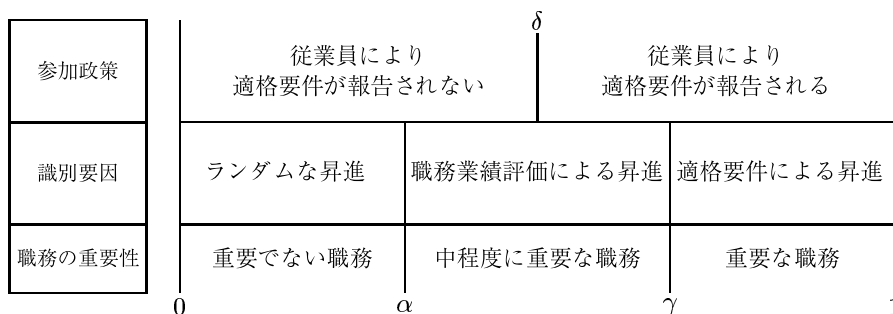 δ
参加政策
従業員により
適格要件が報告されない
従業員により
適格要件が報告される
識別要因
ランダムな昇進
職務業績評価による昇進
適格要件による昇進
職務の重要性
重要でない職務
中程度に重要な職務
重要な職務
0
α
γ